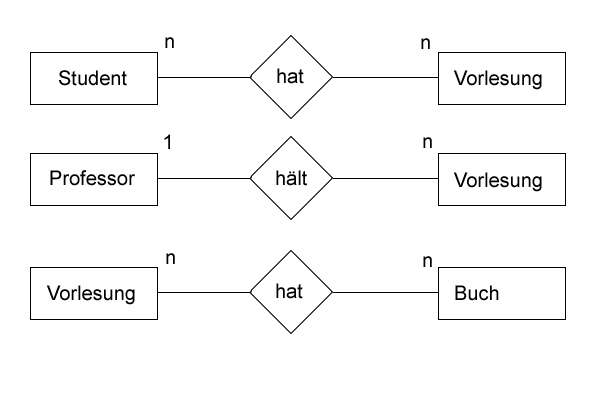 n n
Student hat Vorlesung
1 n
Professor hält Vorlesung
n n
Vorlesung hat Buch